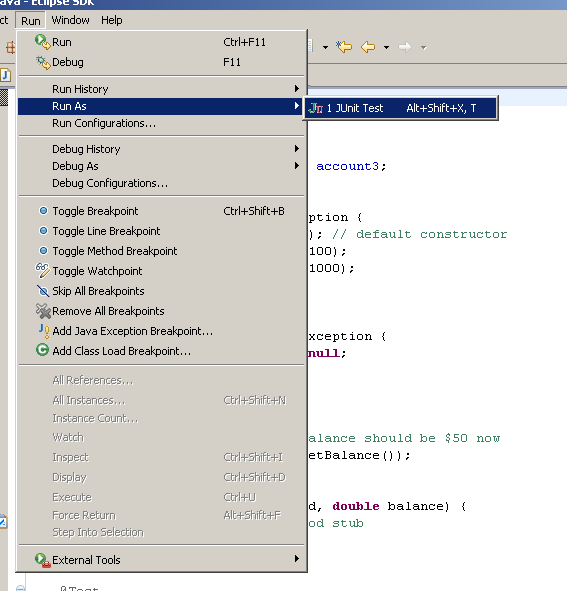 ava - Eclipse SDK
ct Run Window Help
Run Ctrl+F11
Debug F11
Run History
Run As
1 JUnit Test Alt+Shift+X, T
Run Configurations...
Debug History
Debug As
account3;
Debug Configurations...
Toggle Breakpoint Ctrl+Shift+B
ption {
Toggle Line Breakpoint
); // default constructor
Toggle Method Breakpoint
100);
Toggle Watchpoint
1000);
Skip All Breakpoints
Remove All Breakpoints
Add Java Exception Breakpoint...
xception {
Add Class Load Breakpoint...
null;
All References...
All Instances... Ctrl+Shift+N
Instance Count...
Watch
alance should be $50 now
Inspect Ctrl+Shift+I
etBalance());
Display Ctrl+Shift+D
Execute Ctrl+U
d, double balance) {
Force Return Alt+Shift+F
od stub
Step Into Selection
External Tools
@Test